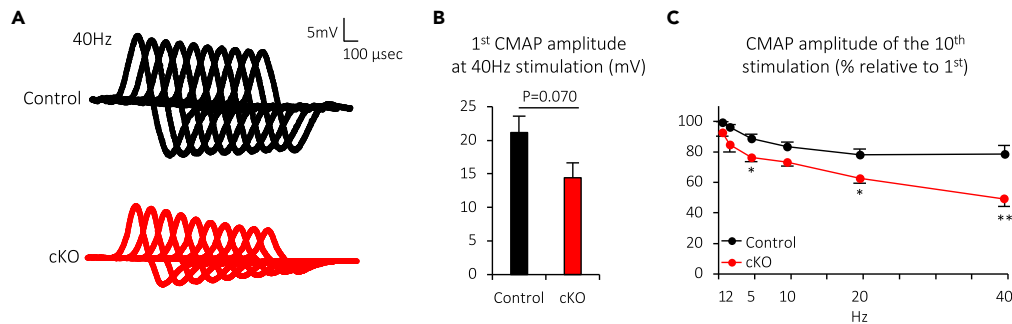 A
40Hz
5mV
100 µsec
Control
cKO
B
1st CMAP amplitude
at 40Hz stimulation (mV)
P=0.070
25
20
15
10
5
0
Control cKO
C
CMAP amplitude of the 10th
stimulation (% relative to 1st)
100
80
60
40
20
0
*
*
**
Control
cKO
12 5 10 20 40
Hz